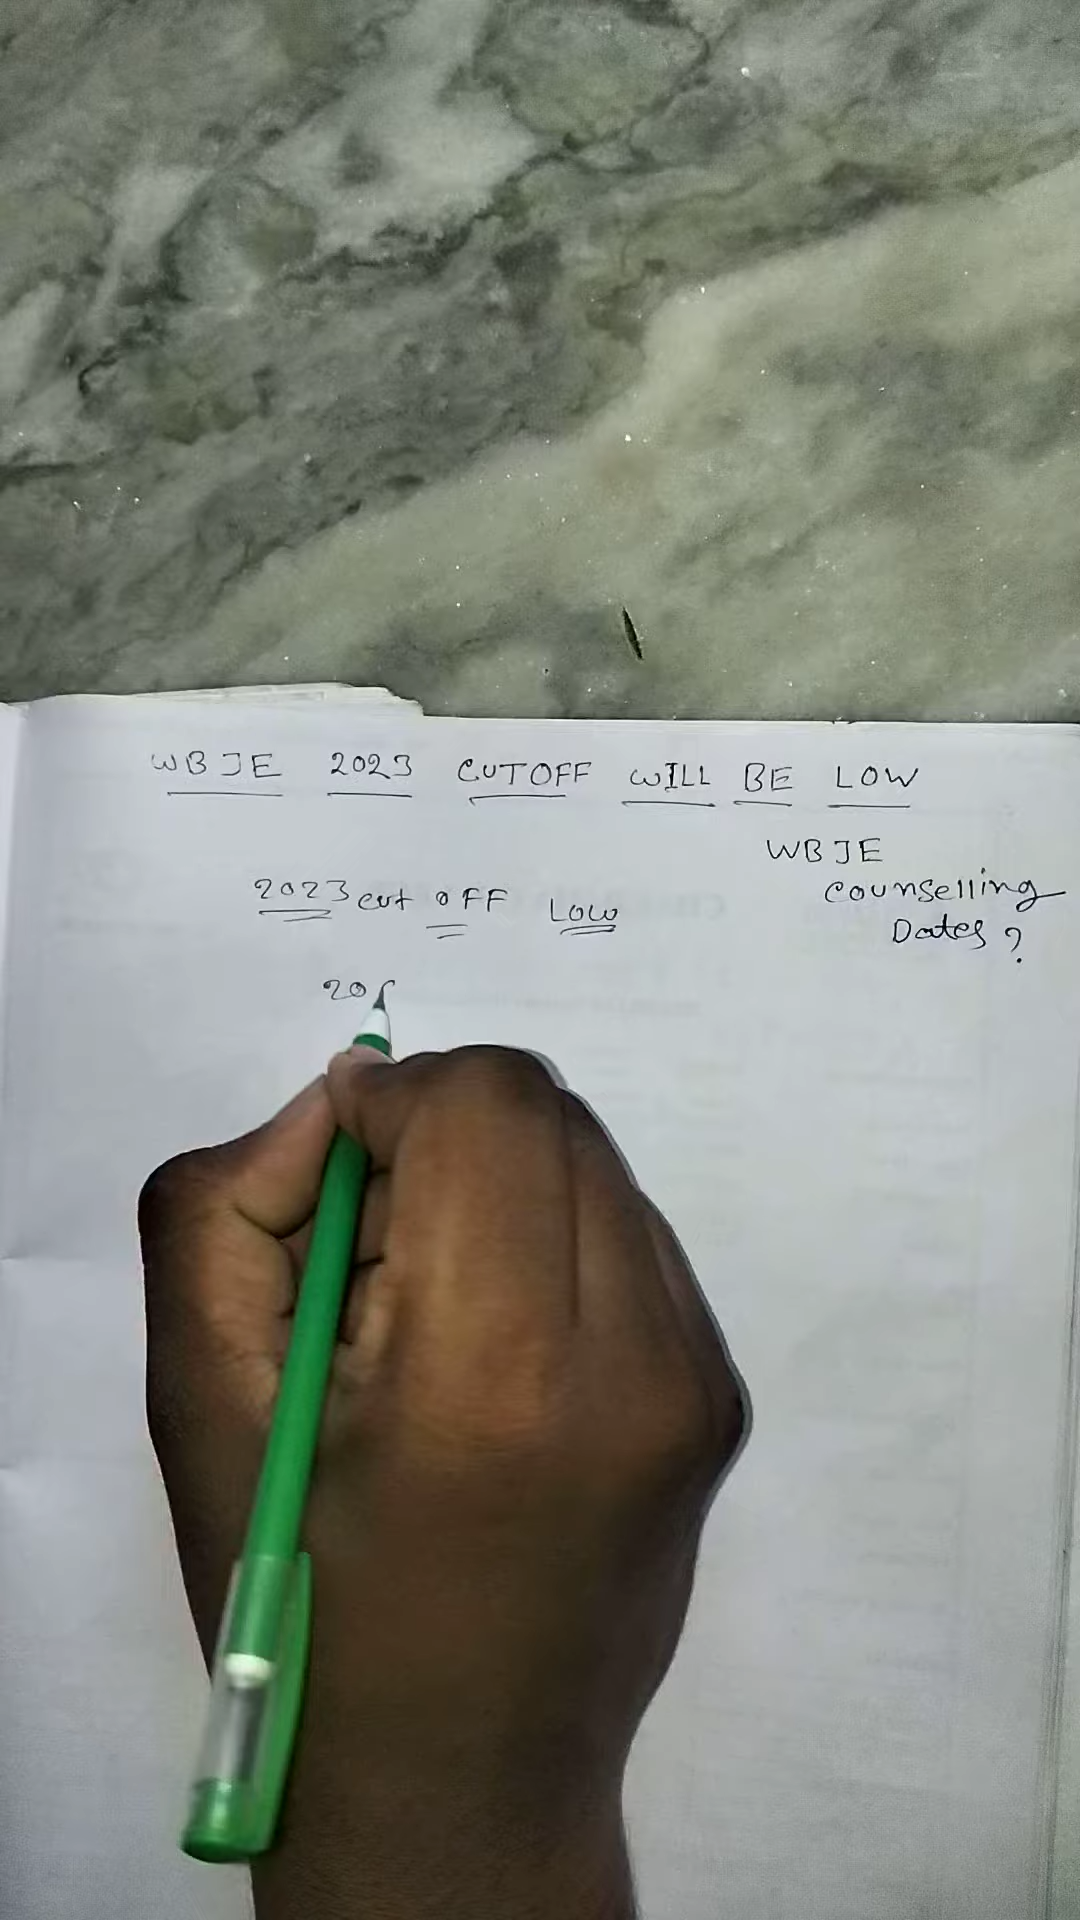 WBJE 2023 CUTOFF WILL BE LOW
WBJE
counselling
Dates?
2023 cut oFF Low
20